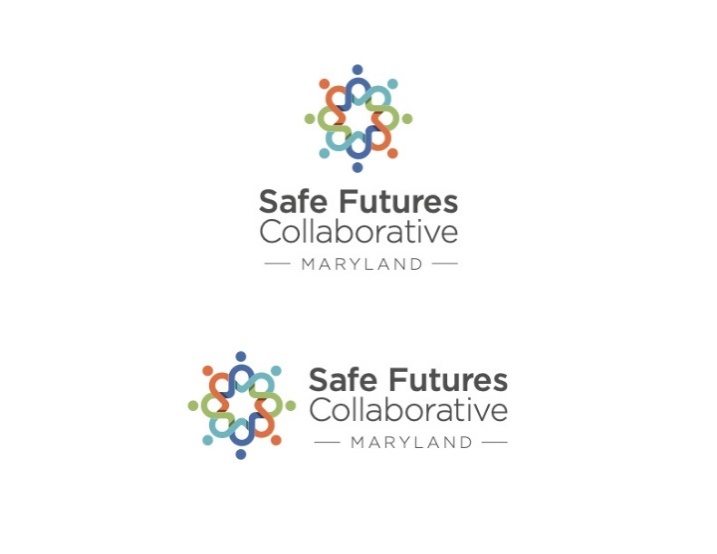 Safe Futures
Collaborative
MARYLAND
Safe Futures
Collaborative
MARYLAND